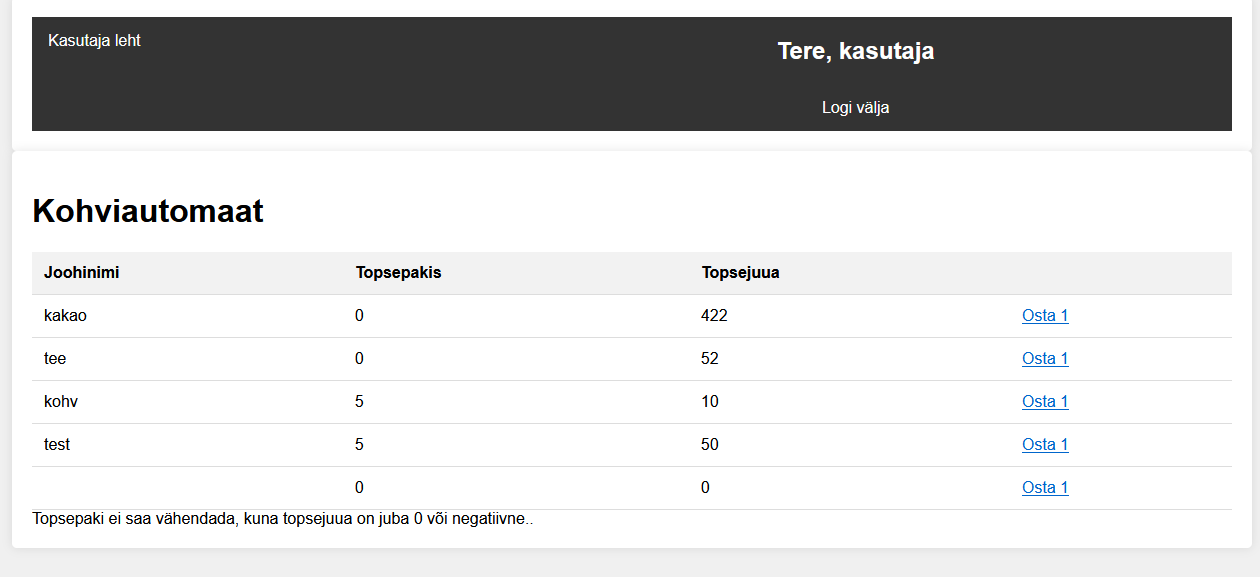 Kasutaja leht
Tere, kasutaja
Logi välja
Kohviautomaat
Joohinimi Topsepakis Topsejuua
kakao 0 422 Osta 1
tee 0 52 Osta 1
kohv 5 10 Osta 1
test 5 50 Osta 1
0 0 Osta 1
Topsepaki ei saa vähendada, kuna topsejuua on juba 0 või negatiivne..